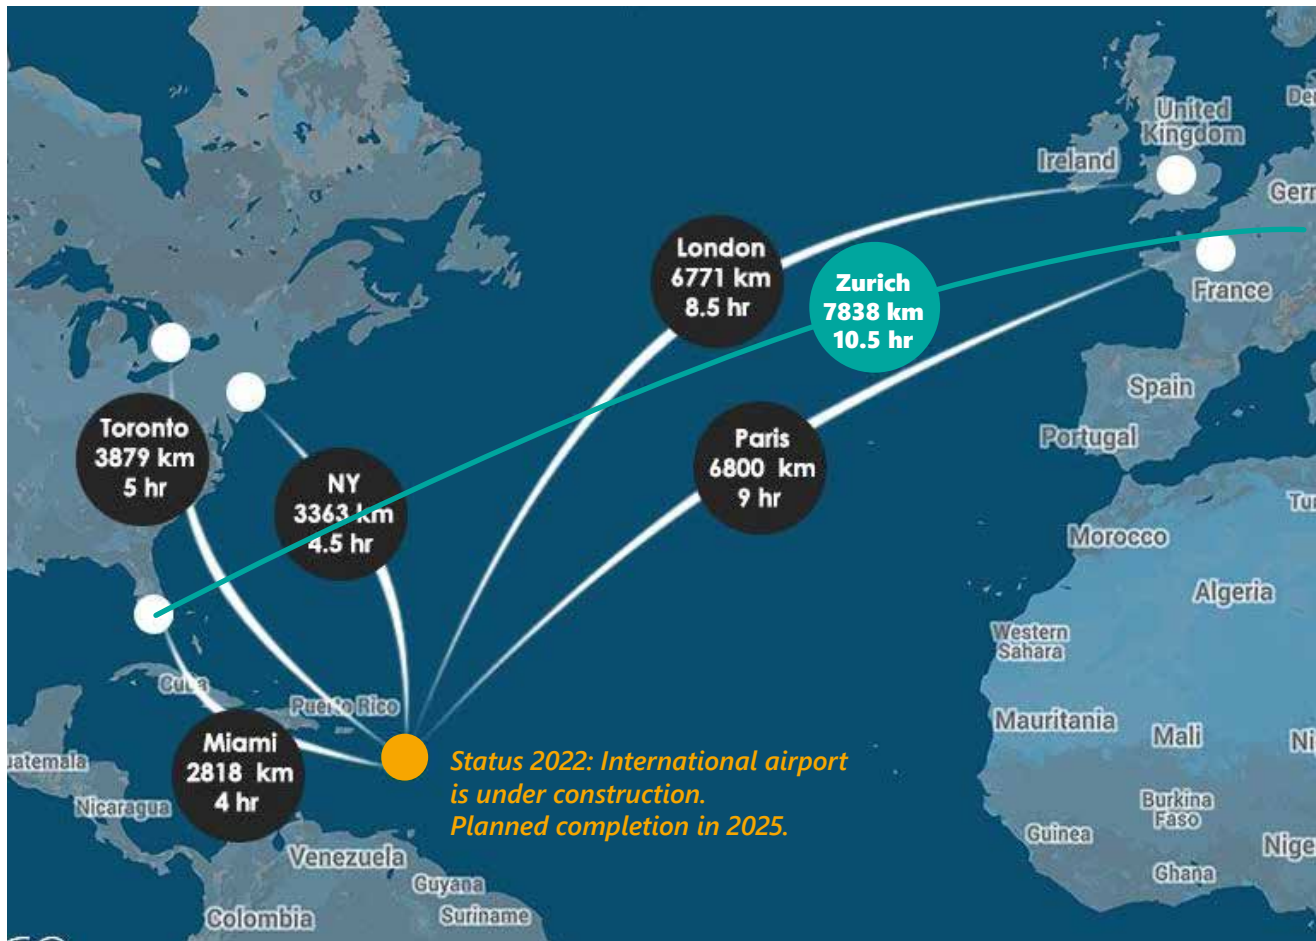 United
Kingdom
Ireland
London
6771 km
8.5 hr
Zurich
7838 km
10.5 hr
France
Spain
Portugal
Toronto
3879 km
5 hr
NY
3363 km
4.5 hr
Paris
6800 km
9 hr
Morocco
Algeria
Western
Sahara
Cuba
Puerto Rico
Mauritania
Mali
Miami
2818 km
4 hr
Status 2022: International airport
is under construction.
Planned completion in 2025.
Nicaragua
Burkina
Faso
Guinea
Ghana
Venezuela
Guyana
Suriname
Colombia